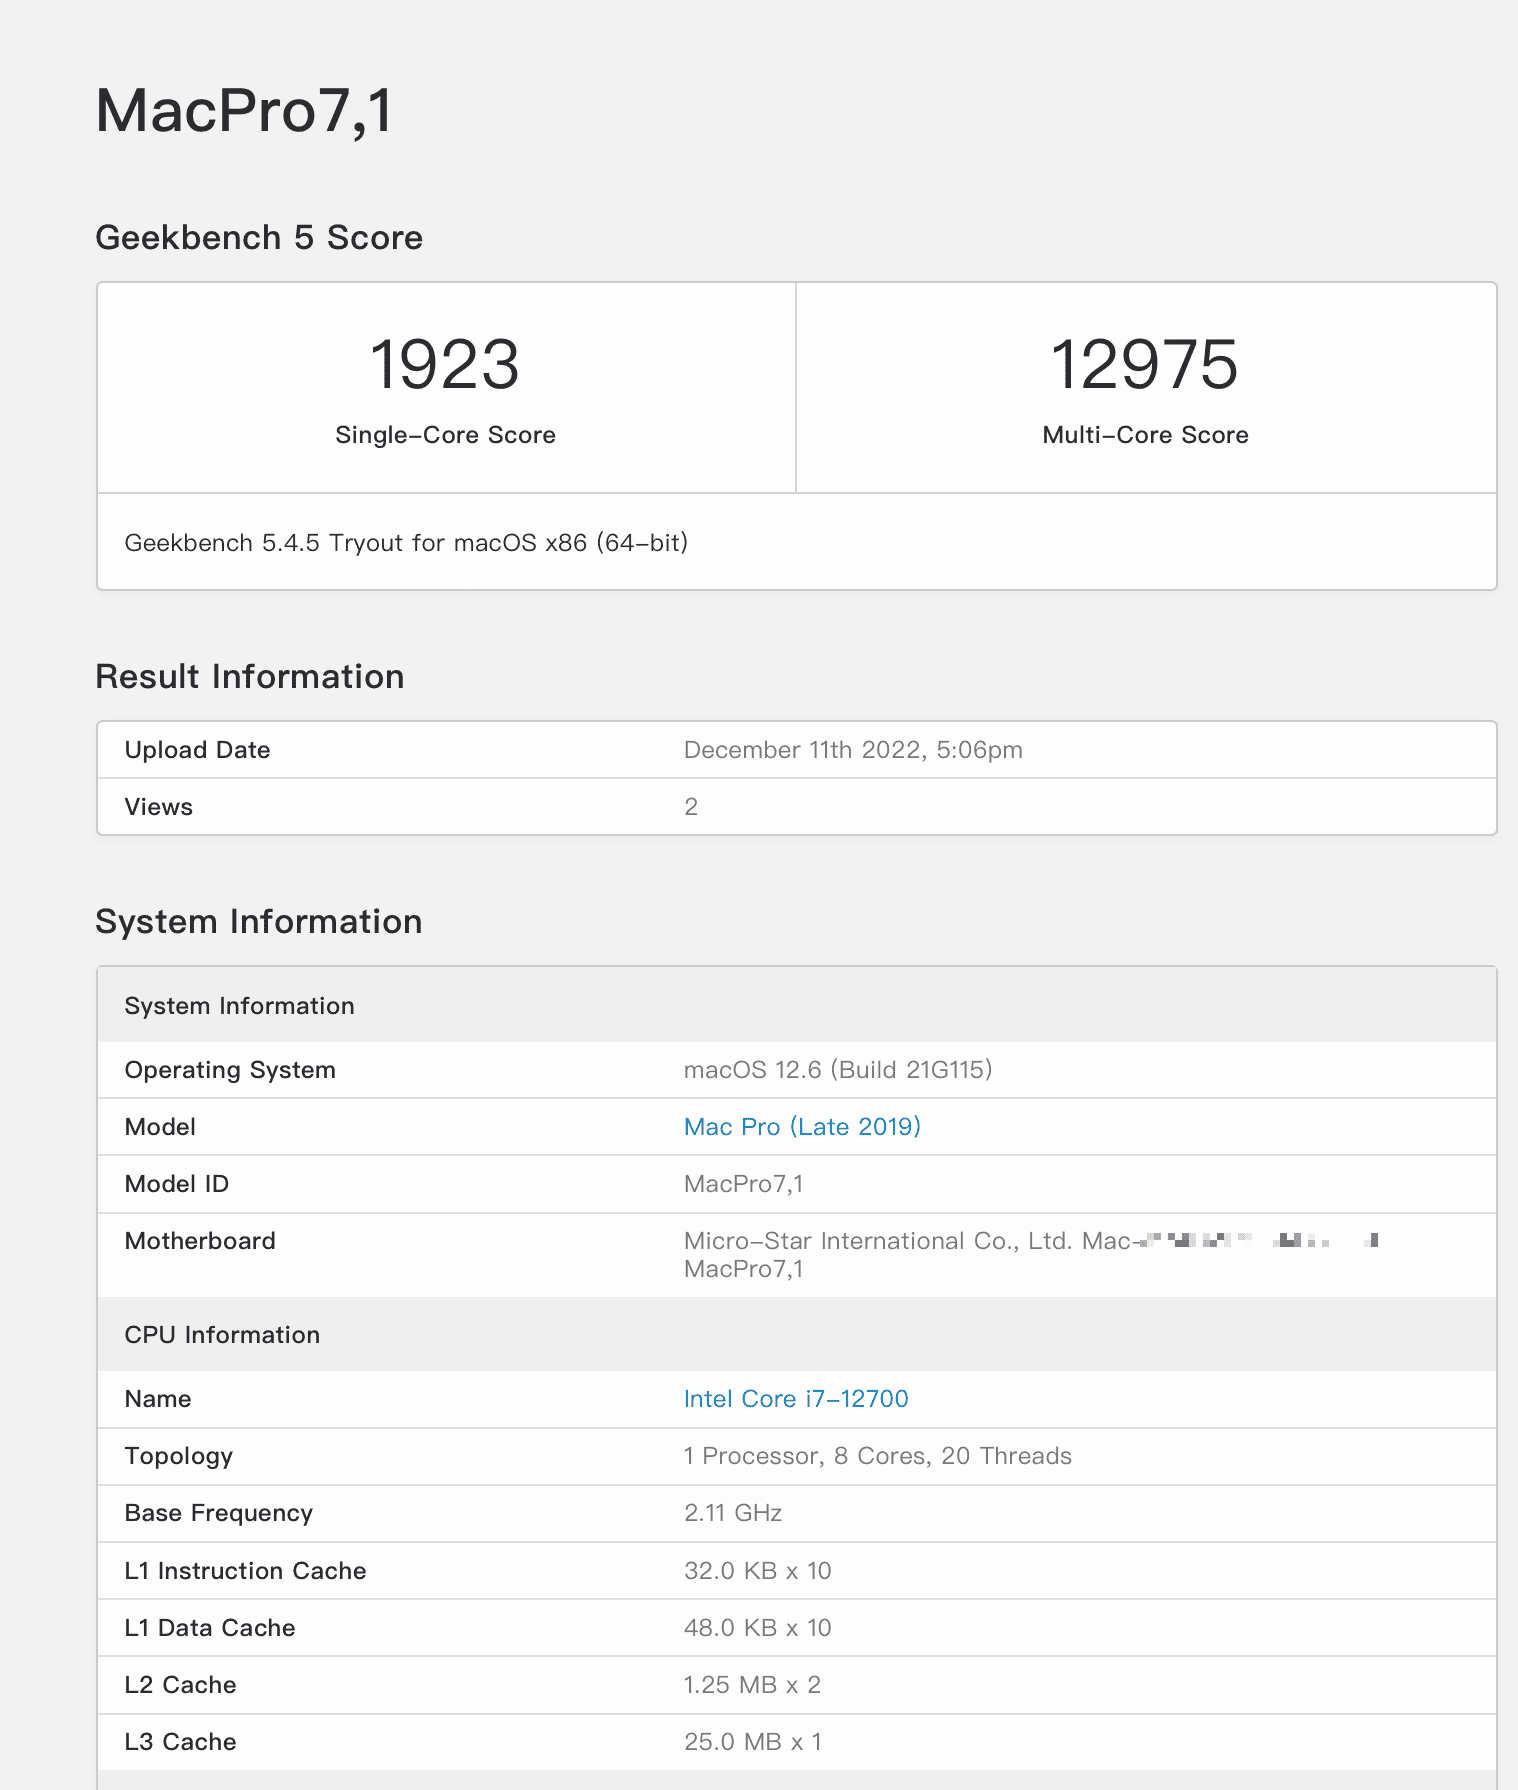 MacPro7,1
Geekbench 5 Score
1923
Single-Core Score
12975
Multi-Core Score
Geekbench 5.4.5 Tryout for macOS x86 (64-bit)
Result Information
Upload Date December 11th 2022, 5:06pm
Views 2
System Information
System Information
Operating System macOS 12.6 (Build 21G115)
Model Mac Pro (Late 2019)
Model ID MacPro7,1
Motherboard Micro-Star International Co., Ltd. Mac-
MacPro7,1
CPU Information
Name Intel Core i7-12700
Topology 1 Processor, 8 Cores, 20 Threads
Base Frequency 2.11 GHz
L1 Instruction Cache 32.0 KB x 10
L1 Data Cache 48.0 KB x 10
L2 Cache 1.25 MB x 2
L3 Cache 25.0 MB x 1